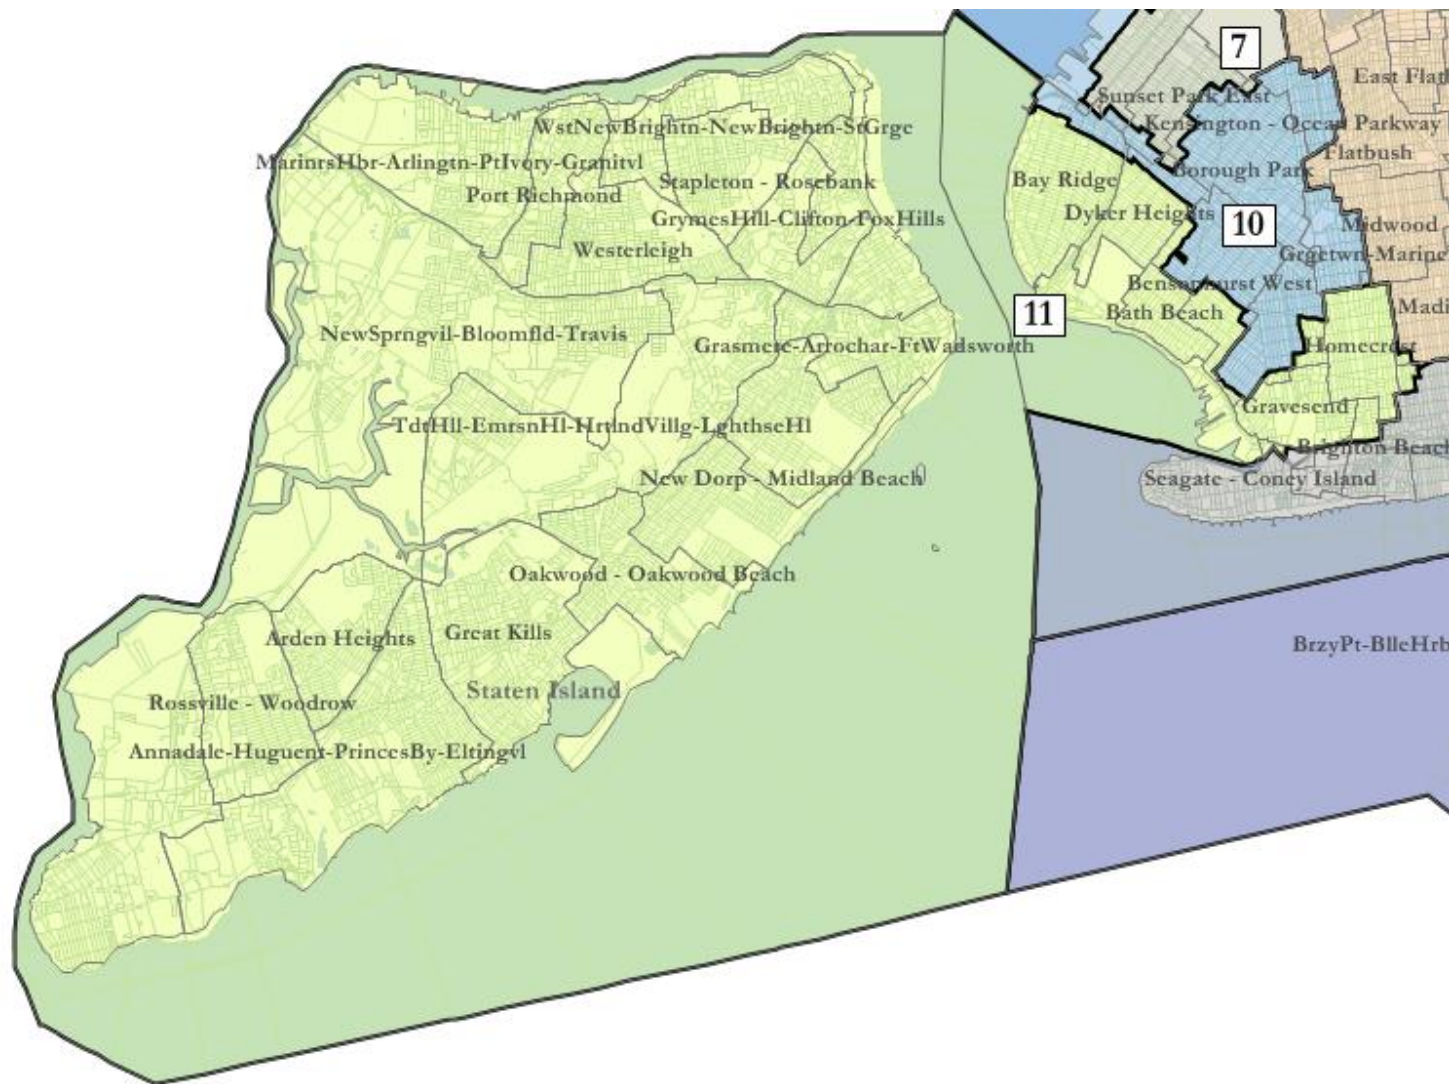 7
East Flat
Sunset Park East
Kensington - Ocean Parkway
WstNewBrightn-NewBrightn-StGrge
Flatbush
MarinrsHbr-Arlingtn-PtIvory-Granitvl
Borough Park
Bay Ridge
Stapleton - Rosebank
Port Richmond
Dyker Heights
GrymesHill-Clifton-FoxHills
10
Midwood
Westerleigh
Grgetwn-Marine
Bensonhurst West
Madi
Bath Beach
11
NewSprngvil-Bloomfld-Travis
Grasmere-Arrochar-FtWadsworth
Homecrest
Gravesend
TdtHll-EmrsnHl-HrtlndVillg-LghthseHl
Brighton Beach
New Dorp - Midland Beach
Seagate - Coney Island
Oakwood - Oakwood Beach
Great Kills
Arden Heights
BrzyPt-BlleHrb
Staten Island
Rossville - Woodrow
Annadale-Huguent-PrincesBy-Eltingvl